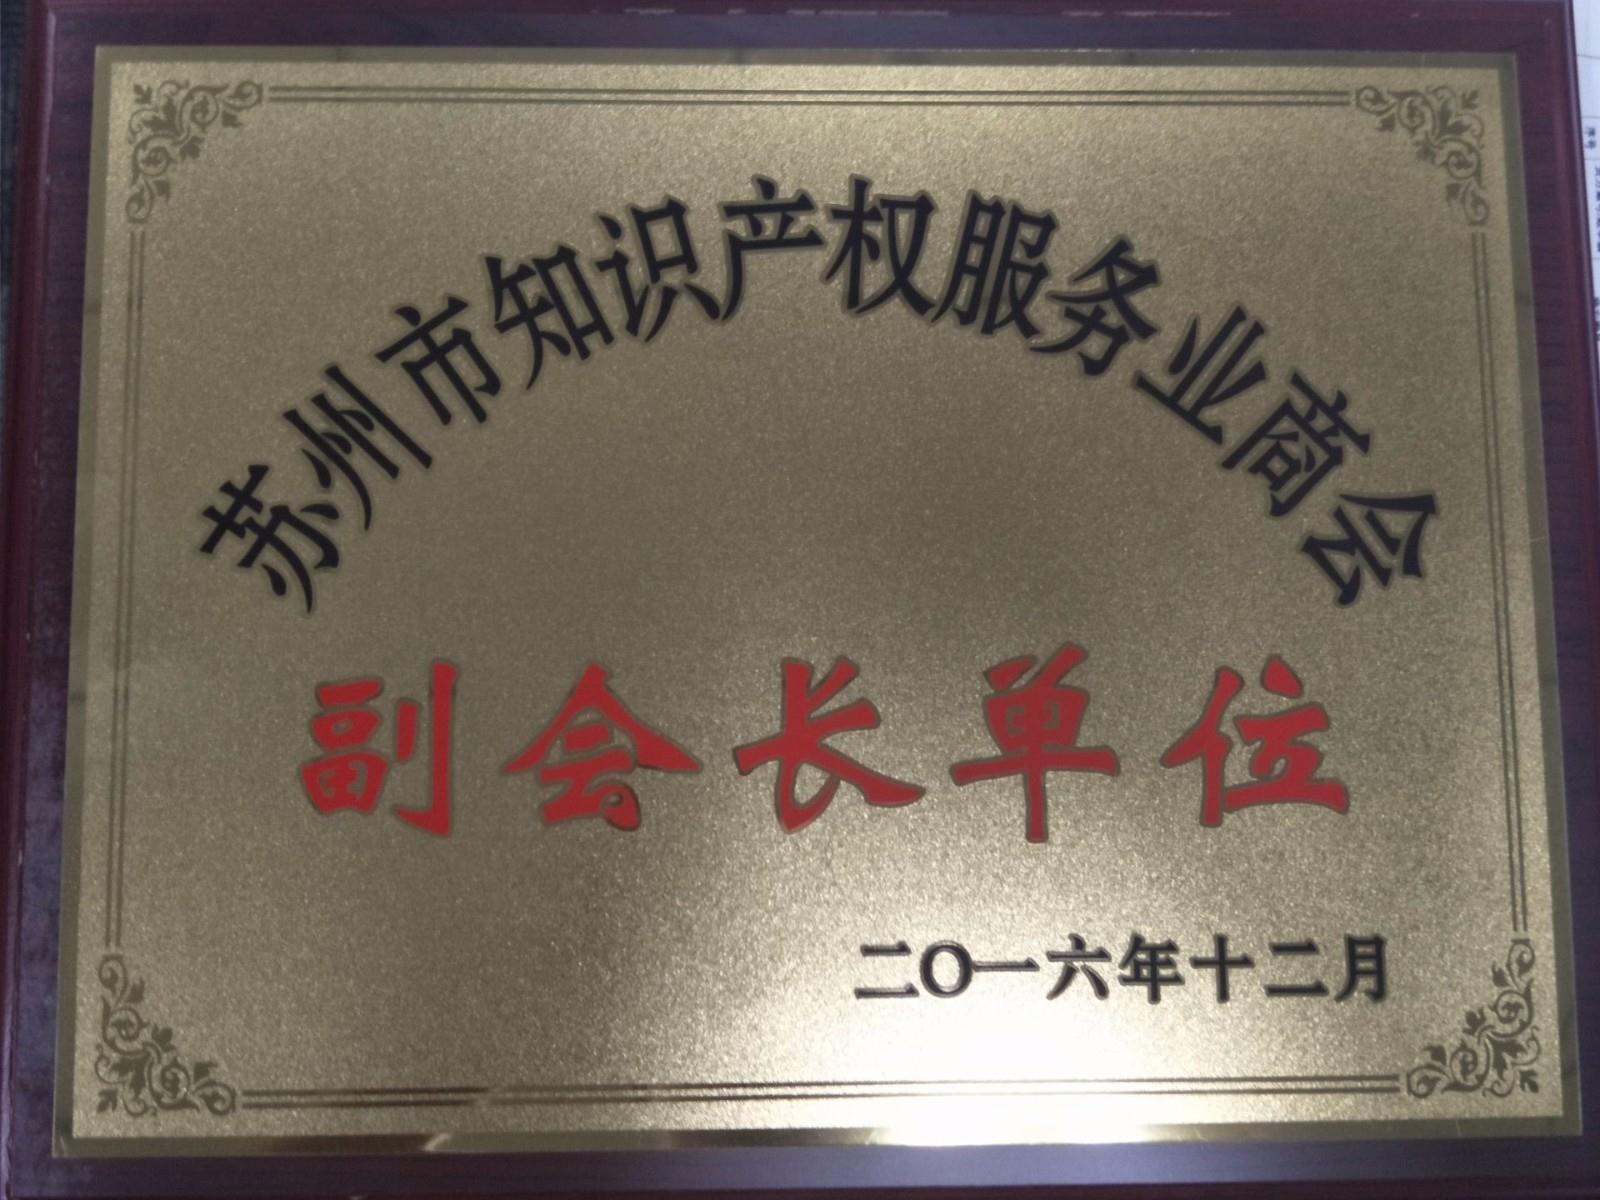 苏州市知识产权服务业商会
副会长单位
二〇一六年十二月